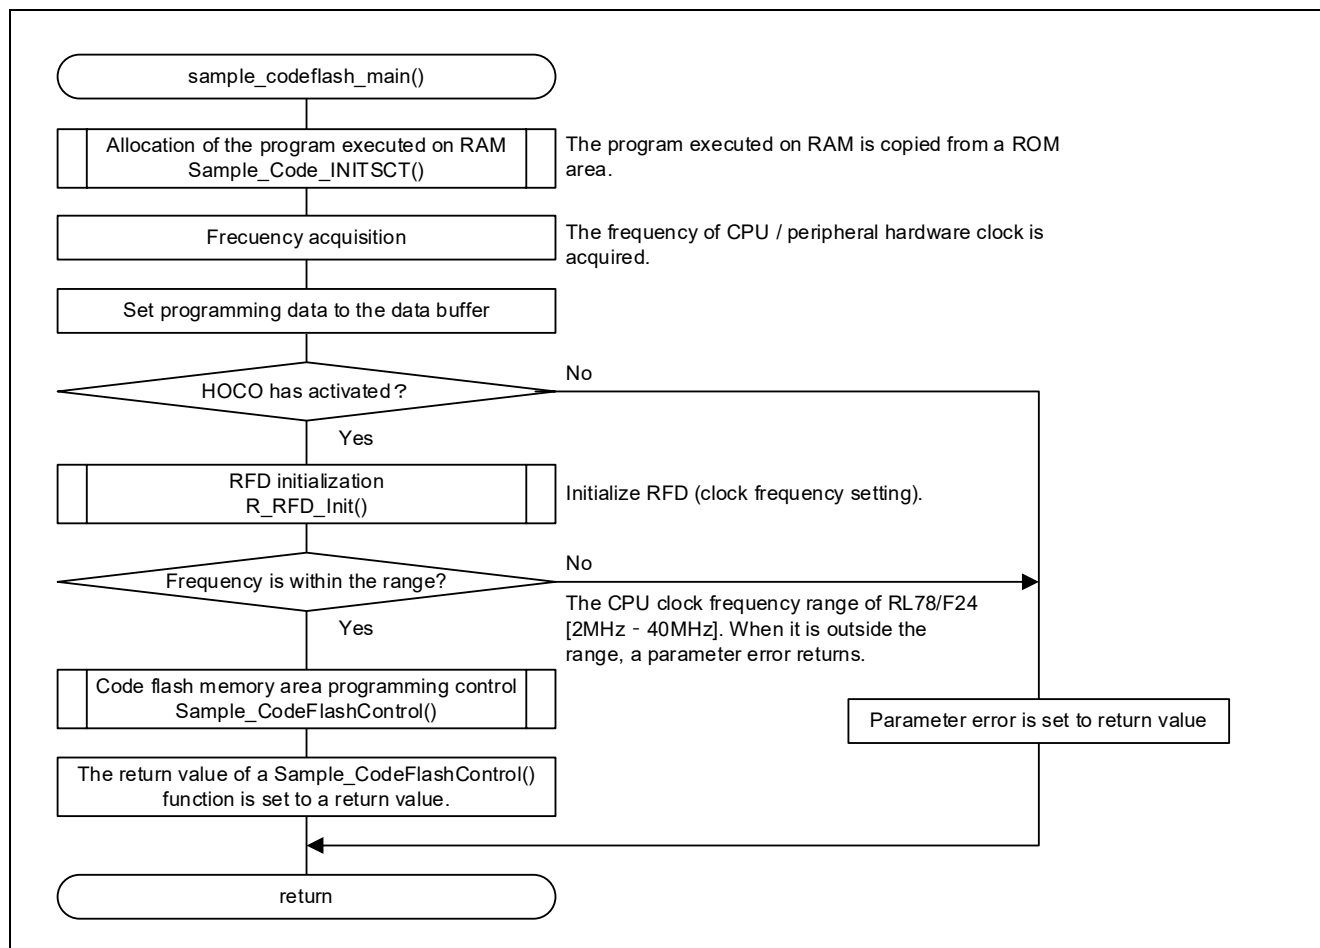 sample_codeflash_main()
Allocation of the program executed on RAM
Sample_Code_INITSCT()
The program executed on RAM is copied from a ROM
area.
Frecuency acquisition
The frequency of CPU / peripheral hardware clock is
acquired.
Set programming data to the data buffer
HOCO has activated？
No
Yes
RFD initialization
R_RFD_Init()
Initialize RFD (clock frequency setting).
Frequency is within the range?
No
The CPU clock frequency range of RL78/F24
[2MHz‐40MHz]. When it is outside the
range, a parameter error returns.
Yes
Code flash memory area programming control
Sample_CodeFlashControl()
Parameter error is set to return value
The return value of a Sample_CodeFlashControl()
function is set to a return value.
return